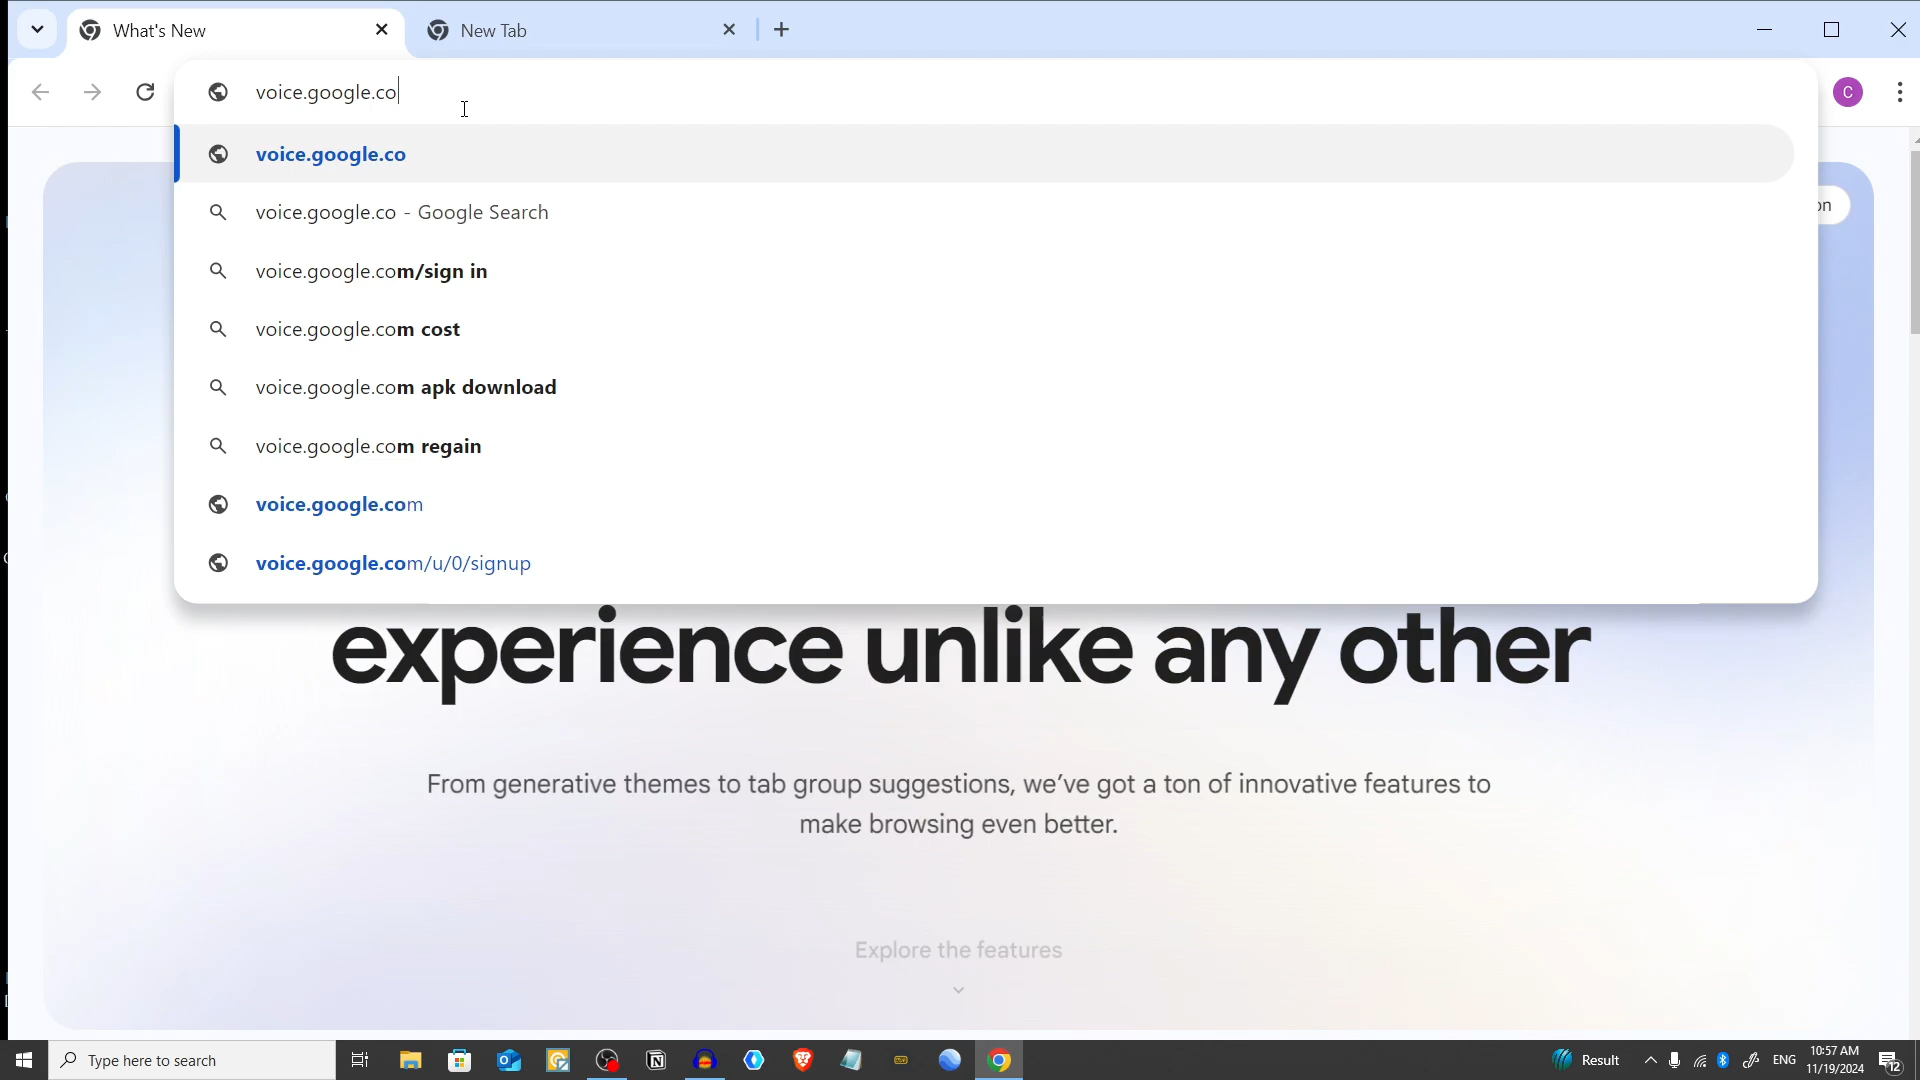 What's New
New Tab
voice.google.co
C
voice.google.co
voice.google.co - Google Search
on
voice.google.com/sign in
voice.google.com cost
voice.google.com apk download
voice.google.com regain
voice.google.com
voice.google.com/u/0/signup
experience unlike any other
From generative themes to tab group suggestions, we've got a ton of innovative features to
make browsing even better.
Explore the features
Type here to search
Result
ENG
10:57 AM
11/19/2024
12